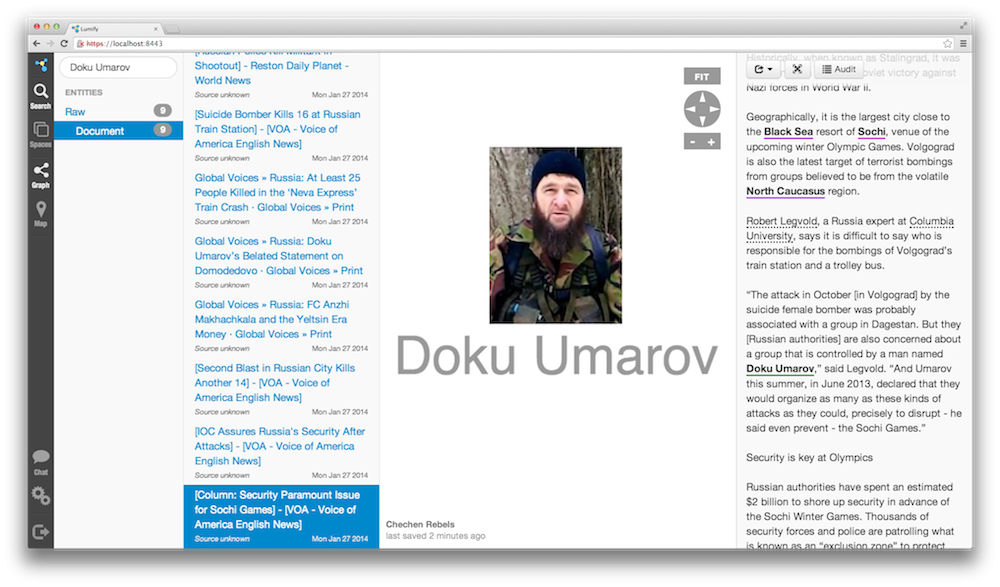 Lumify
https://localhost:8443
Search
Spaces
Graph
Map
Chat
Doku Umarov
ENTITIES
Raw 9
Document 9
Shootout] - Reston Daily Planet -
World News
Source unknown Mon Jan 27 2014
[Suicide Bomber Kills 16 at Russian
Train Station] - [VOA - Voice of
America English News]
Source unknown Mon Jan 27 2014
Global Voices » Russia: At Least 25
People Killed in the ‘Neva Express’
Train Crash · Global Voices » Print
Source unknown Mon Jan 27 2014
Global Voices » Russia: Doku
Umarov’s Belated Statement on
Domodedovo · Global Voices » Print
Source unknown Mon Jan 27 2014
Global Voices » Russia: FC Anzhi
Makhachkala and the Yeltsin Era
Money · Global Voices » Print
Source unknown Mon Jan 27 2014
[Second Blast in Russian City Kills
Another 14] - [VOA - Voice of
America English News]
Source unknown Mon Jan 27 2014
[IOC Assures Russia's Security After
Attacks] - [VOA - Voice of America
English News]
Source unknown Mon Jan 27 2014
[Column: Security Paramount Issue
for Sochi Games] - [VOA - Voice of
America English News]
Source unknown Mon Jan 27 2014
FIT
- +
Doku Umarov
Chechen Rebels
last saved 2 minutes ago
Audit
Historically, when known as Stalingrad, it was
oviet victory against
Nazi forces in World War II.
Geographically, it is the largest city close to
the Black Sea resort of Sochi, venue of the
upcoming winter Olympic Games. Volgograd
is also the latest target of terrorist bombings
from groups believed to be from the volatile
North Caucasus region.
Robert Legvold, a Russia expert at Columbia
University, says it is difficult to say who is
responsible for the bombings of Volgograd’s
train station and a trolley bus.
“The attack in October [in Volgograd] by the
suicide female bomber was probably
associated with a group in Dagestan. But they
[Russian authorities] are also concerned about
a group that is controlled by a man named
Doku Umarov,” said Legvold. “And Umarov
this summer, in June 2013, declared that they
would organize as many as these kinds of
attacks as they could, precisely to disrupt - he
said even prevent - the Sochi Games.”
Security is key at Olympics
Russian authorities have spent an estimated
$2 billion to shore up security in advance of
the Sochi Winter Games. Thousands of
security forces and police are patrolling what
is known as an “exclusion zone” to protect